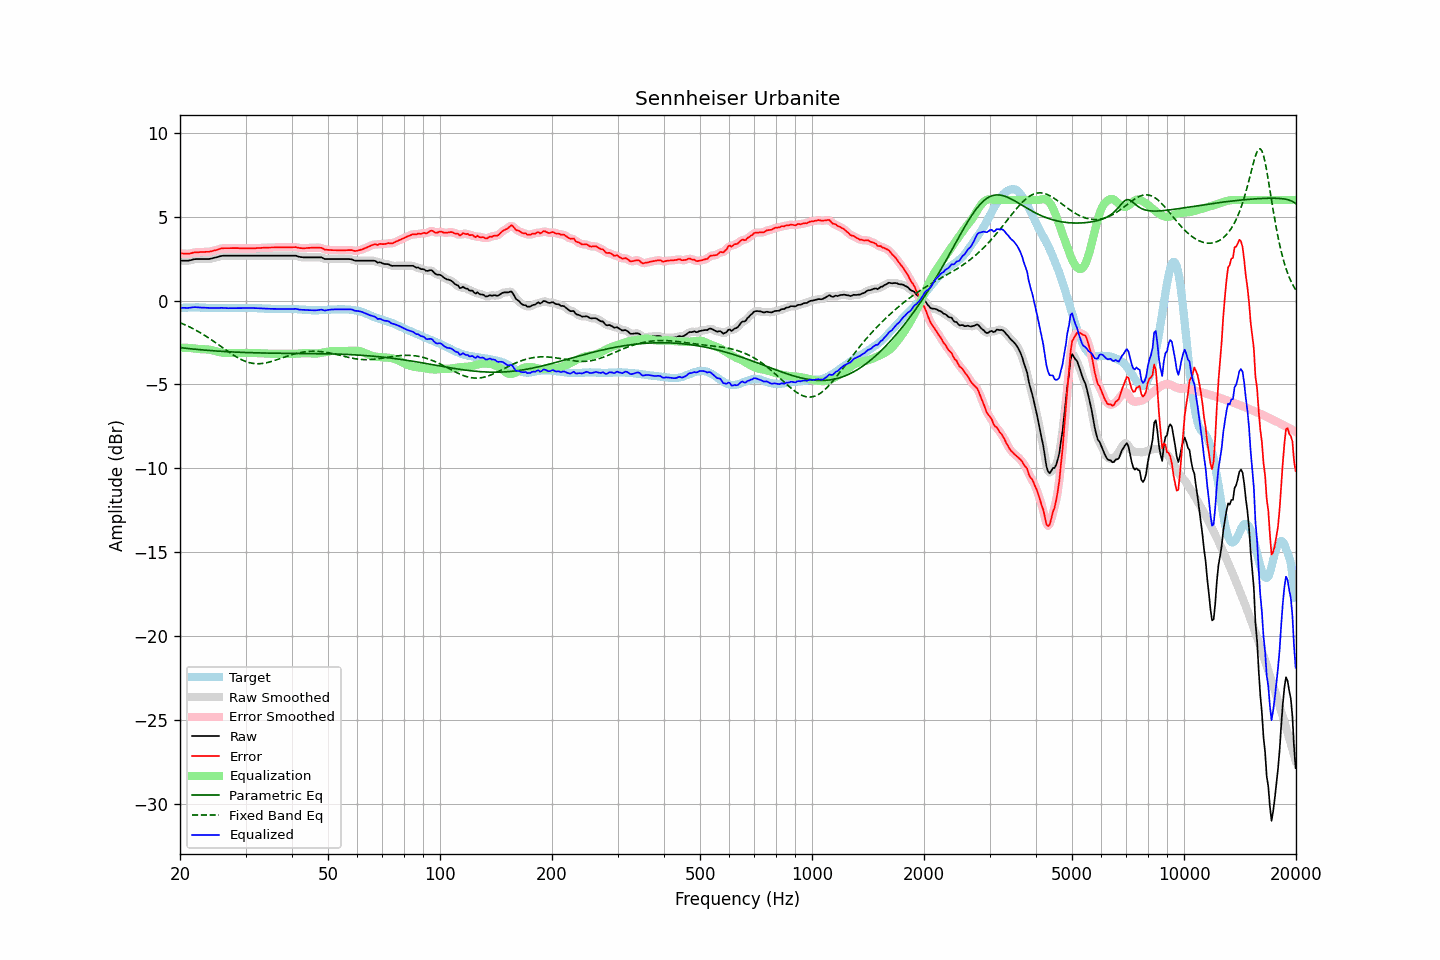 Sennheiser Urbanite
10
5
0
−5
−10
−15
−20
−25
−30
Amplitude (dBr)
Target
Raw Smoothed
Error Smoothed
Raw
Error
Equalization
Parametric Eq
Fixed Band Eq
Equalized
20 50 100 200 500 1000 2000 5000 10000 20000
Frequency (Hz)